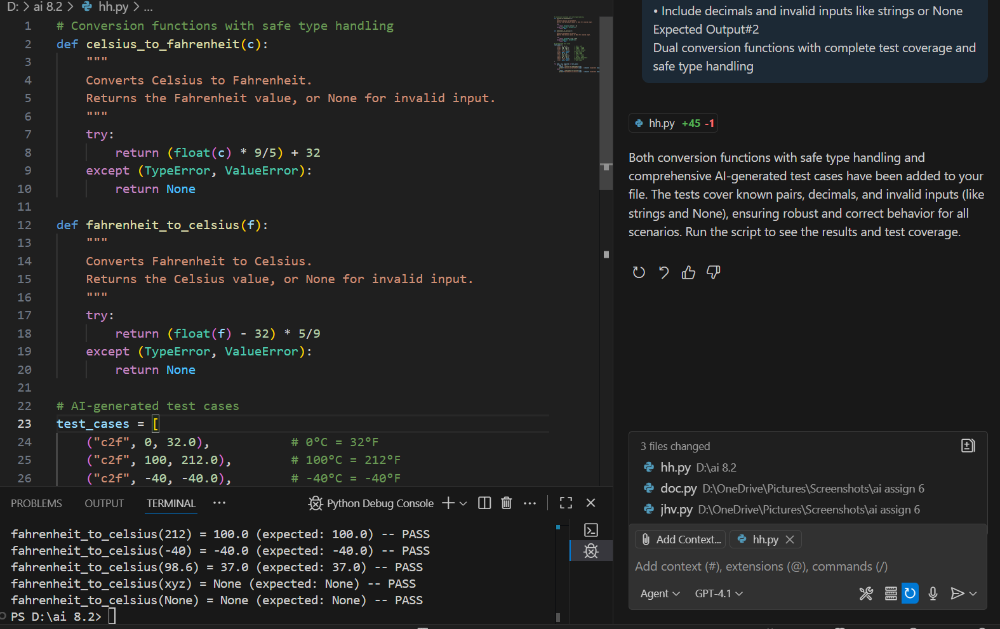 D: > ai 8.2 > hh.py > ...
1 # Conversion functions with safe type handling
2 def celsius_to_fahrenheit(c):
3 """
4 Converts Celsius to Fahrenheit.
5 Returns the Fahrenheit value, or None for invalid input.
6 """
7 try:
8 return (float(c) * 9/5) + 32
9 except (TypeError, ValueError):
10 return None
11
12 def fahrenheit_to_celsius(f):
13 """
14 Converts Fahrenheit to Celsius.
15 Returns the Celsius value, or None for invalid input.
16 """
17 try:
18 return (float(f) - 32) * 5/9
19 except (TypeError, ValueError):
20 return None
21
22 # AI-generated test cases
23 test_cases = [
24 ("c2f", 0, 32.0), # 0°C = 32°F
25 ("c2f", 100, 212.0), # 100°C = 212°F
26 ("c2f", -40, -40.0), # -40°C = -40°F
PROBLEMS OUTPUT TERMINAL ... Python Debug Console
fahrenheit_to_celsius(212) = 100.0 (expected: 100.0) -- PASS
fahrenheit_to_celsius(-40) = -40.0 (expected: -40.0) -- PASS
fahrenheit_to_celsius(98.6) = 37.0 (expected: 37.0) -- PASS
fahrenheit_to_celsius(xyz) = None (expected: None) -- PASS
fahrenheit_to_celsius(None) = None (expected: None) -- PASS
PS D:\ai 8.2>
• Include decimals and invalid inputs like strings or None
Expected Output#2
Dual conversion functions with complete test coverage and
safe type handling
hh.py +45 -1
Both conversion functions with safe type handling and
comprehensive AI-generated test cases have been added to your
file. The tests cover known pairs, decimals, and invalid inputs (like
strings and None), ensuring robust and correct behavior for all
scenarios. Run the script to see the results and test coverage.
3 files changed
hh.py D:\ai 8.2
doc.py D:\OneDrive\Pictures\Screenshots\ai assign 6
jhv.py D:\OneDrive\Pictures\Screenshots\ai assign 6
Add Context... hh.py
Add context (#), extensions (@), commands (/)
Agent GPT-4.1